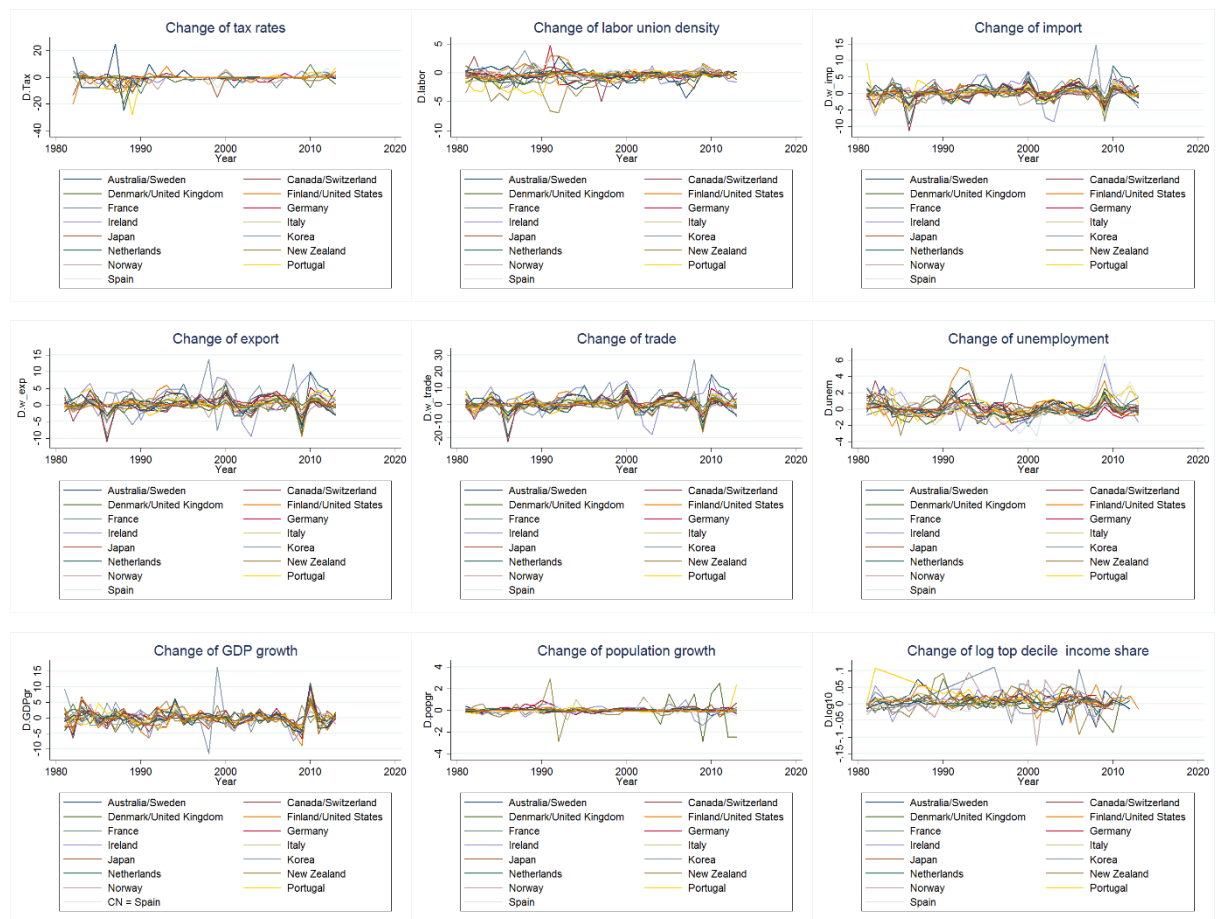 Change of tax rates
D.Tax
20
0
-20
-40
1980 1990 2000 2010 2020
Year
Australia/Sweden Canada/Switzerland
Denmark/United Kingdom Finland/United States
France Germany
Ireland Italy
Japan Korea
Netherlands New Zealand
Norway Portugal
Spain
Change of labor union density
D.labor
5
0
-5
-10
1980 1990 2000 2010 2020
Year
Australia/Sweden Canada/Switzerland
Denmark/United Kingdom Finland/United States
France Germany
Ireland Italy
Japan Korea
Netherlands New Zealand
Norway Portugal
Spain
Change of import
D.w_imp
15
10
5
0
-5
-10
1980 1990 2000 2010 2020
Year
Australia/Sweden Canada/Switzerland
Denmark/United Kingdom Finland/United States
France Germany
Ireland Italy
Japan Korea
Netherlands New Zealand
Norway Portugal
Spain
Change of export
D.w_exp
15
10
5
0
-5
-10
1980 1990 2000 2010 2020
Year
Australia/Sweden Canada/Switzerland
Denmark/United Kingdom Finland/United States
France Germany
Ireland Italy
Japan Korea
Netherlands New Zealand
Norway Portugal
Spain
Change of trade
D.w_trade
30
20
10
0
-10
-20
1980 1990 2000 2010 2020
Year
Australia/Sweden Canada/Switzerland
Denmark/United Kingdom Finland/United States
France Germany
Ireland Italy
Japan Korea
Netherlands New Zealand
Norway Portugal
Spain
Change of unemployment
D.unem
6
4
2
0
-2
-4
1980 1990 2000 2010 2020
Year
Australia/Sweden Canada/Switzerland
Denmark/United Kingdom Finland/United States
France Germany
Ireland Italy
Japan Korea
Netherlands New Zealand
Norway Portugal
Spain
Change of GDP growth
D.GDPgr
15
10
5
0
-5
-10
1980 1990 2000 2010 2020
Year
Australia/Sweden Canada/Switzerland
Denmark/United Kingdom Finland/United States
France Germany
Ireland Italy
Japan Korea
Netherlands New Zealand
Norway Portugal
CN = Spain
Change of population growth
D.popgr
4
2
0
-2
-4
1980 1990 2000 2010 2020
Year
Australia/Sweden Canada/Switzerland
Denmark/United Kingdom Finland/United States
France Germany
Ireland Italy
Japan Korea
Netherlands New Zealand
Norway Portugal
Spain
Change of log top decile income share
D.log10
.1
.05
0
-.05
-.1
-.15
1980 1990 2000 2010 2020
Year
Australia/Sweden Canada/Switzerland
Denmark/United Kingdom Finland/United States
France Germany
Ireland Italy
Japan Korea
Netherlands New Zealand
Norway Portugal
Spain